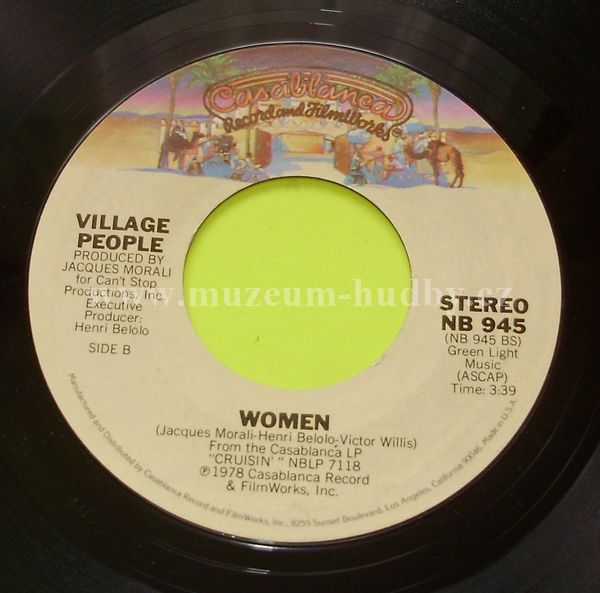 Casablanca
Record and FilmWorks
VILLAGE
PEOPLE
PRODUCED BY
JACQUES MORALI
for Can't Stop
Productions, Inc.
Executive
Producer:
Henri Belolo
SIDE B
www.muzeum-hudby.cz
STEREO
NB 945
(NB 945 BS)
Green Light
Music
(ASCAP)
Time: 3:39
WOMEN
(Jacques Morali-Henri Belolo-Victor Willis)
From the Casablanca LP
"CRUISIN' " NBLP 7118
℗1978 Casablanca Record
& FilmWorks, Inc.
Manufactured and Distributed by Casablanca Record and FilmWorks, Inc., 8255 Sunset Boulevard, Los Angeles, California 90046. Made in U.S.A.